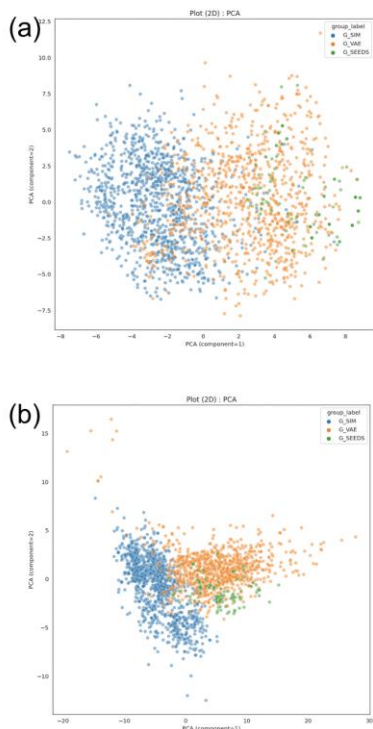 (a)
Plot (2D) : PCA
group_label
G_SIM
G_VAE
G_SEEDS
12.5
10.0
7.5
5.0
2.5
0.0
−2.5
−5.0
−7.5
PCA (component=2)
−8 −6 −4 −2 0 2 4 6 8
PCA (component=1)
(b)
Plot (2D) : PCA
group_label
G_SIM
G_VAE
G_SEEDS
15
10
5
0
−5
−10
PCA (component=2)
−20 −10 0 10 20 30
PCA (component=1)